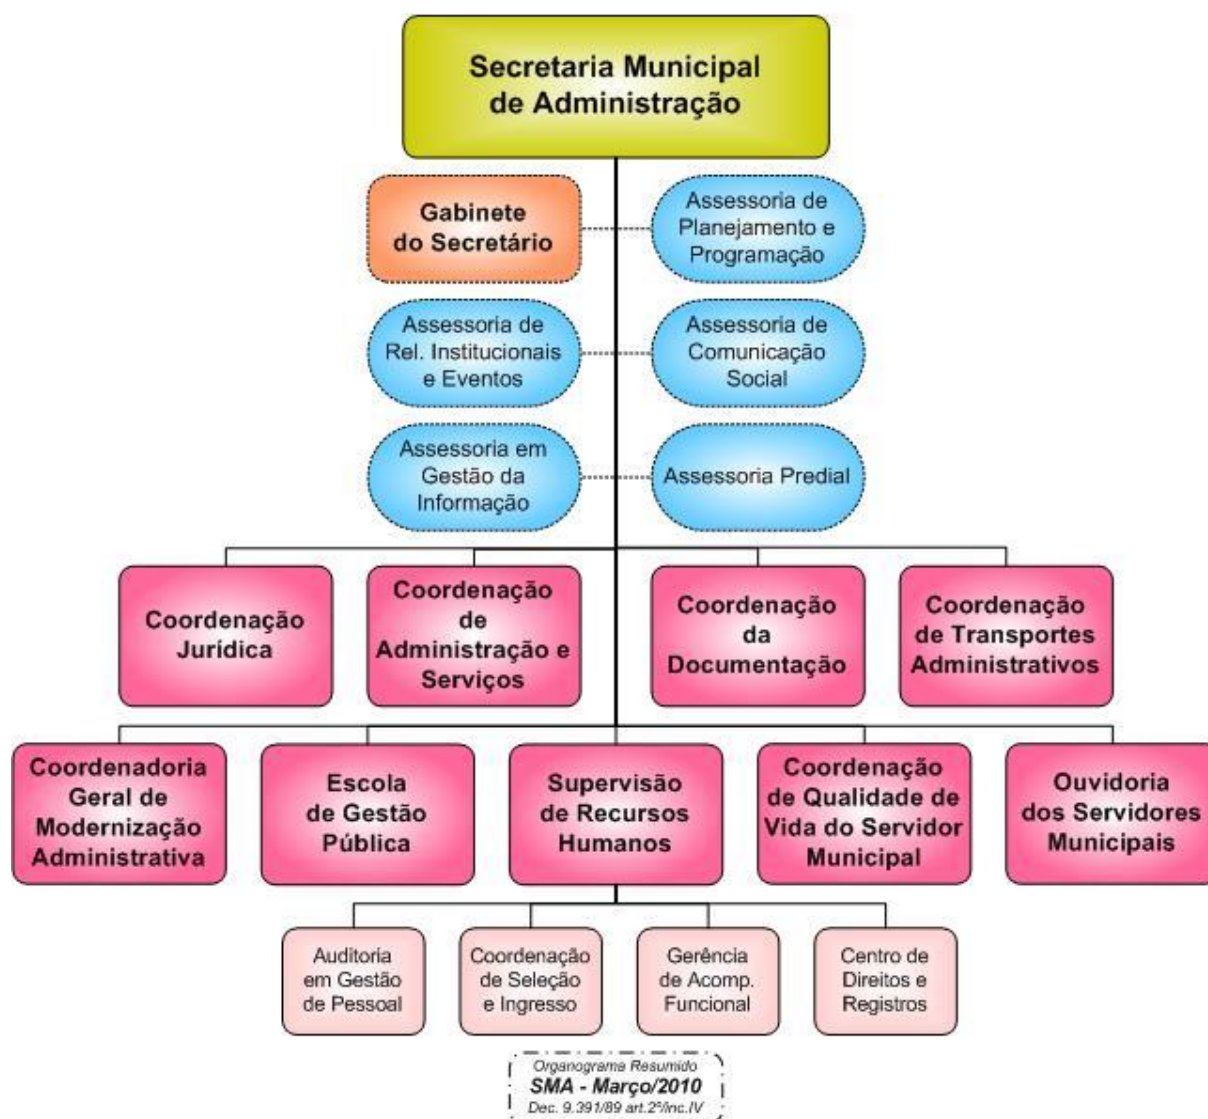 Secretaria Municipal
de Administração
Gabinete
do Secretário
Assessoria de
Planejamento e
Programação
Assessoria de
Rel. Institucionais
e Eventos
Assessoria de
Comunicação
Social
Assessoria em
Gestão da
Informação
Assessoria Predial
Coordenação
Jurídica
Coordenação
de
Administração e
Serviços
Coordenação
da
Documentação
Coordenação
de Transportes
Administrativos
Coordenadoria
Geral de
Modernização
Administrativa
Escola
de Gestão
Pública
Supervisão
de Recursos
Humanos
Coordenação
de Qualidade de
Vida do Servidor
Municipal
Ouvidoria
dos Servidores
Municipais
Auditoria
em Gestão
de Pessoal
Coordenação
de Seleção
e Ingresso
Gerência
de Acomp.
Funcional
Centro de
Direitos e
Registros
Organograma Resumido
SMA - Março/2010
Dec. 9.391/89 art.2º/inc.IV